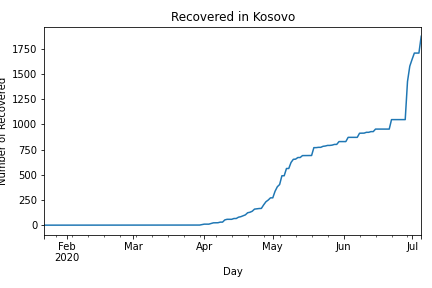 Recovered in Kosovo
Number of Recovered
1750
1500
1250
1000
750
500
250
0
Feb
2020
Mar
Apr
May
Jun
Jul
Day